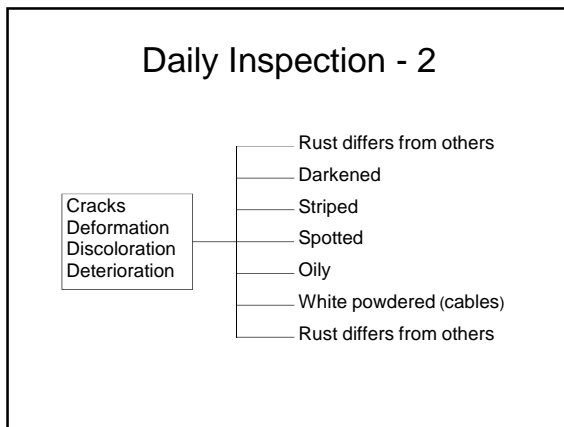 Daily Inspection - 2
Cracks
Deformation
Discoloration
Deterioration
Rust differs from others
Darkened
Striped
Spotted
Oily
White powdered (cables)
Rust differs from others